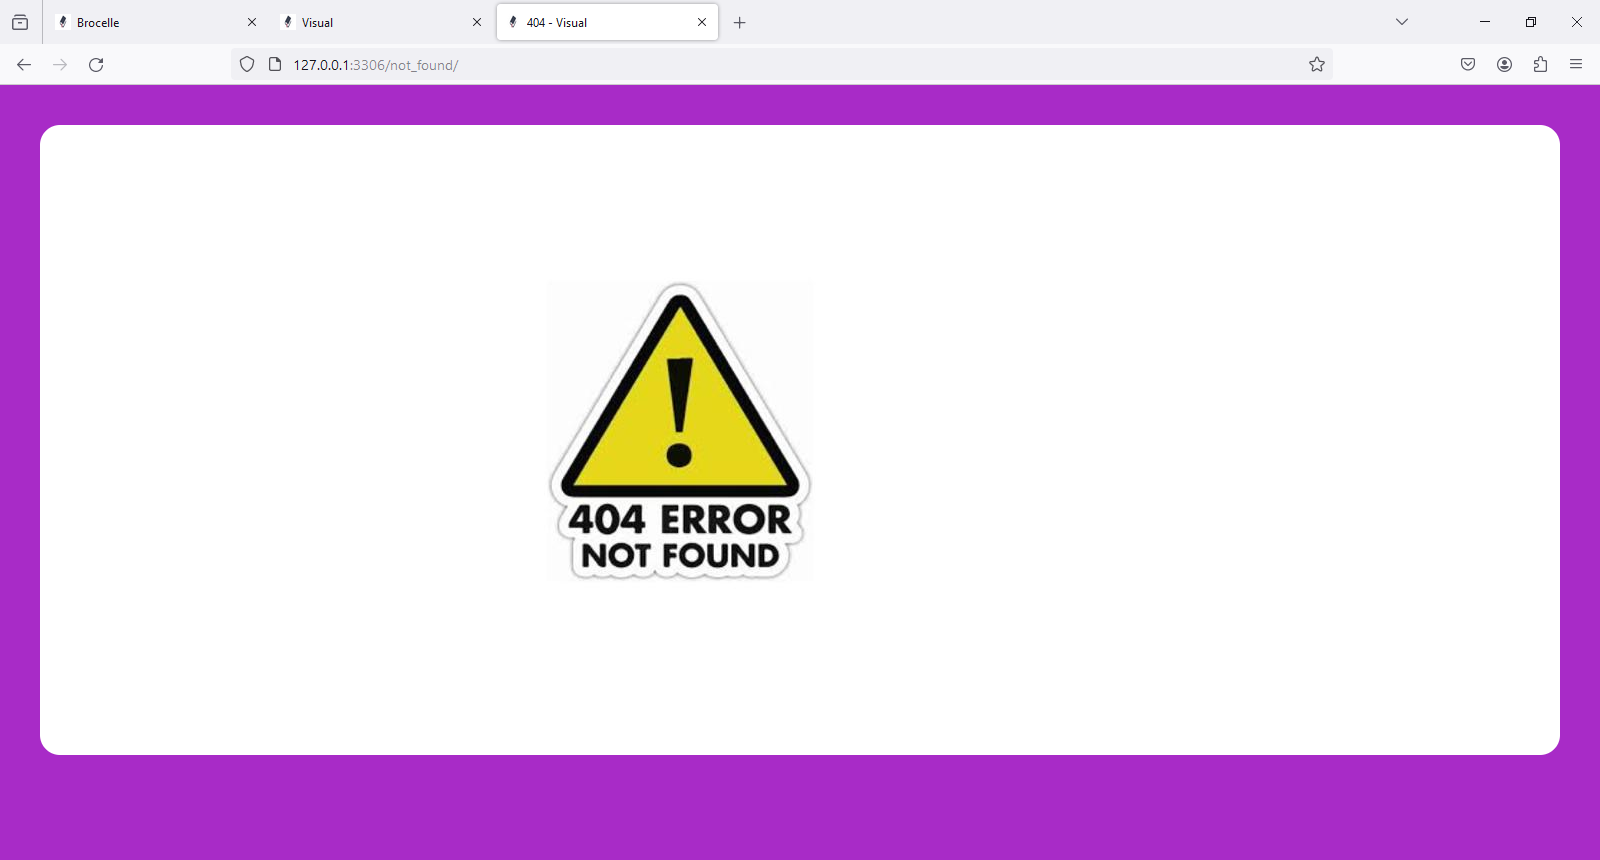 Brocelle
Visual
404 - Visual
127.0.0.1:3306/not_found/
404 ERROR
NOT FOUND